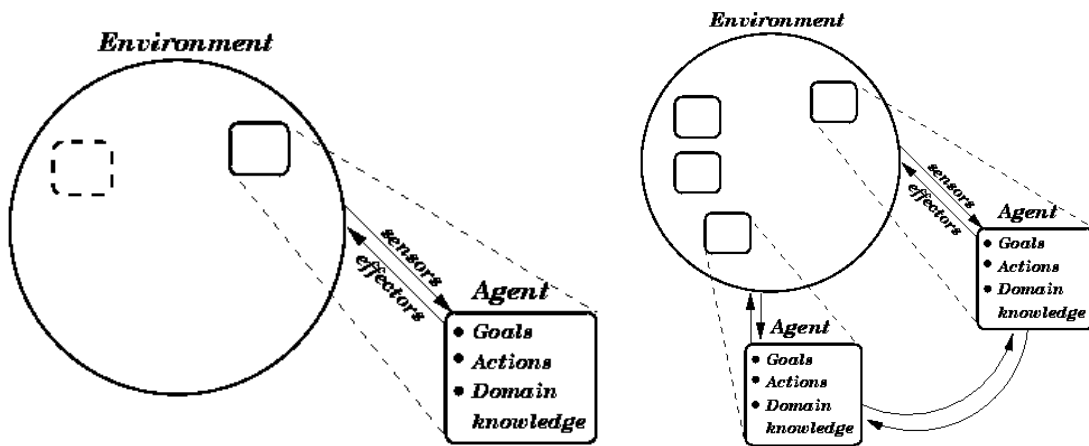 Environment
sensors
effectors
Agent
• Goals
• Actions
• Domain
knowledge
Environment
sensors
effectors
Agent
• Goals
• Actions
• Domain
knowledge
Agent
• Goals
• Actions
• Domain
knowledge